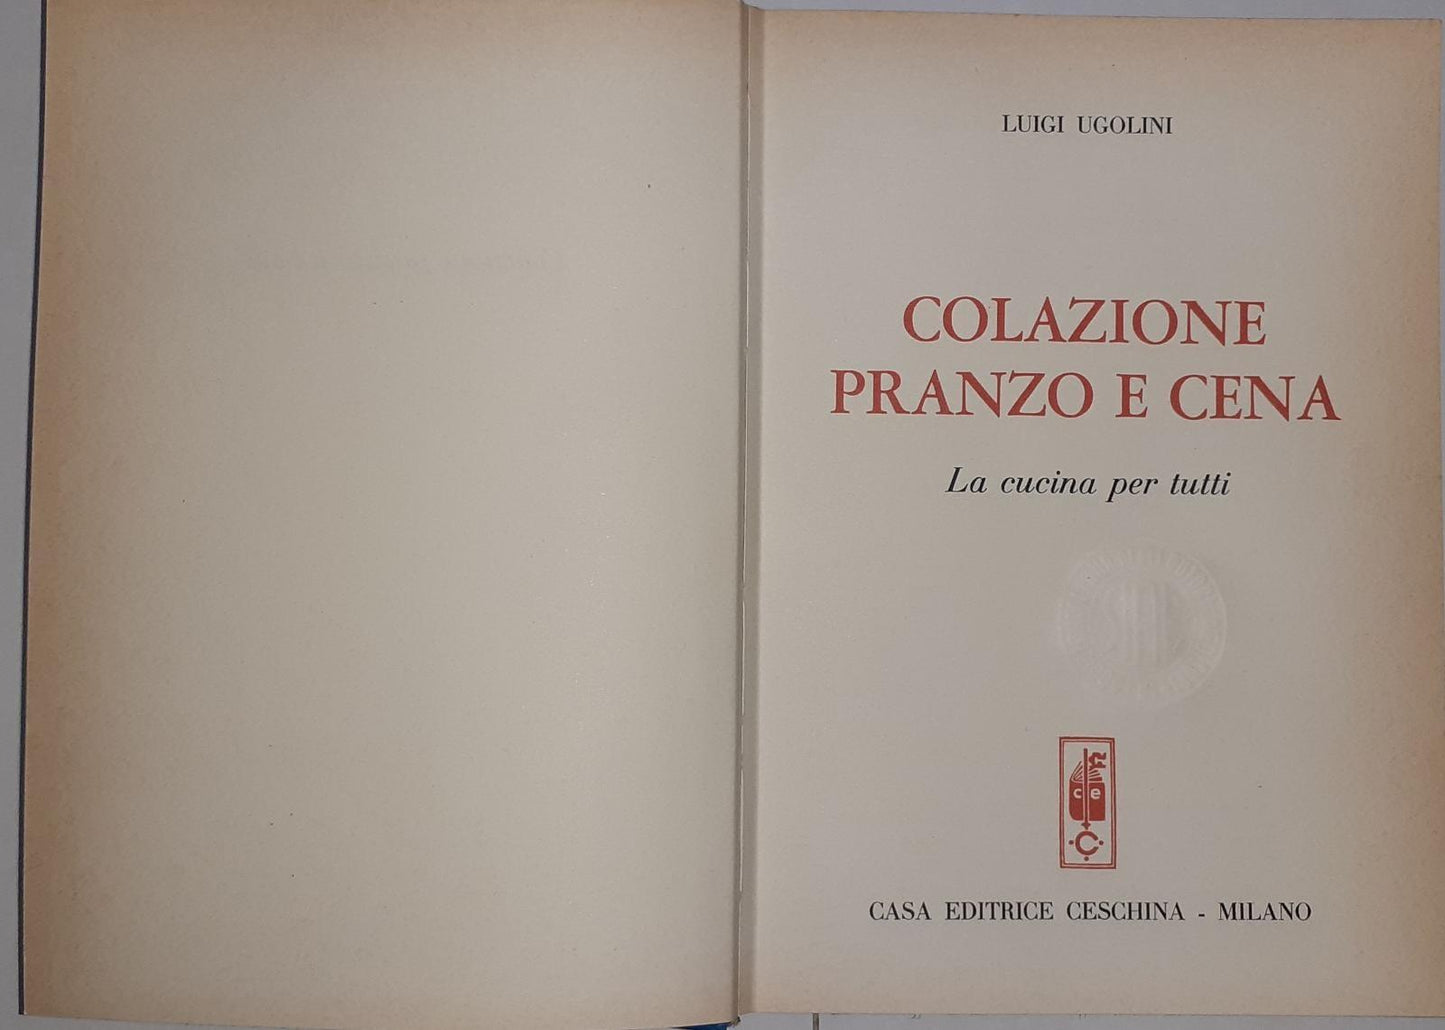 LUIGI UGOLINI
COLAZIONE
PRANZO E CENA
La cucina per tutti
c e
C
CASA EDITRICE CESCHINA - MILANO